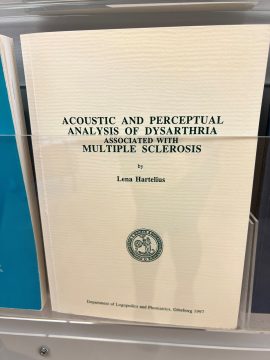 ACOUSTIC AND PERCEPTUAL
ANALYSIS OF DYSARTHRIA
ASSOCIATED WITH
MULTIPLE SCLEROSIS
by
Lena Hartelius
Department of Logopedics and Phoniatrics, Göteborg 1997